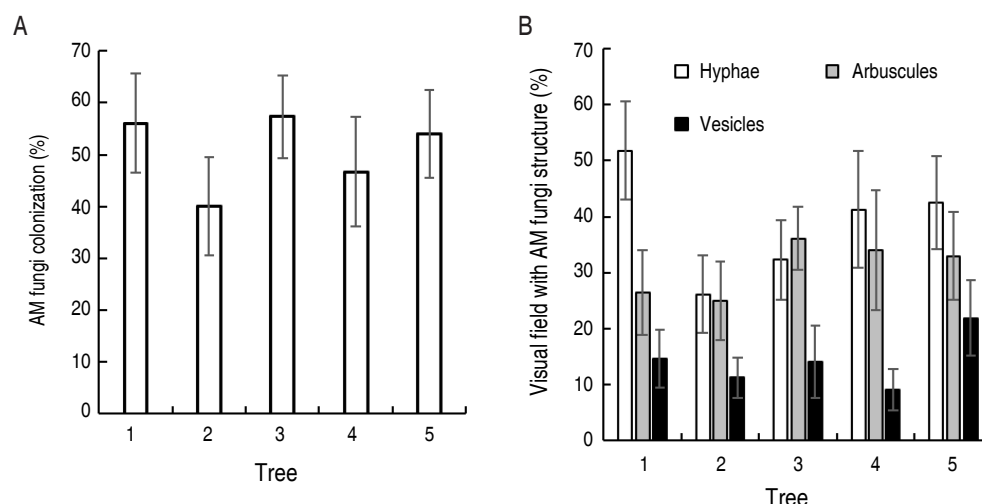 A
AM fungi colonization (%)
70
60
50
40
30
20
10
0
1 2 3 4 5
Tree
B
Visual field with AM fungi structure (%)
70
60
50
40
30
20
10
0
Hyphae Arbuscules
Vesicles
1 2 3 4 5
Tree